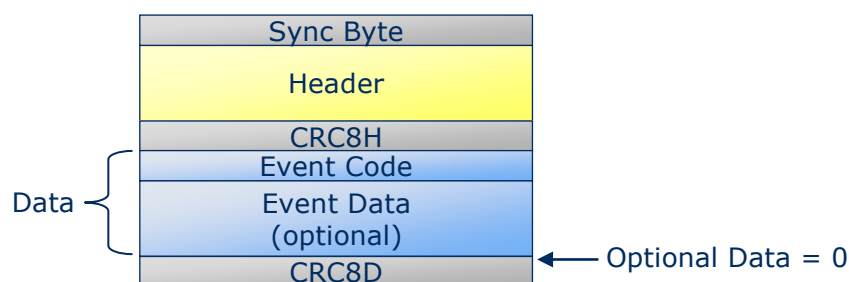 Sync Byte
Header
CRC8H
Event Code
Data
Event Data
(optional)
Optional Data = 0
CRC8D